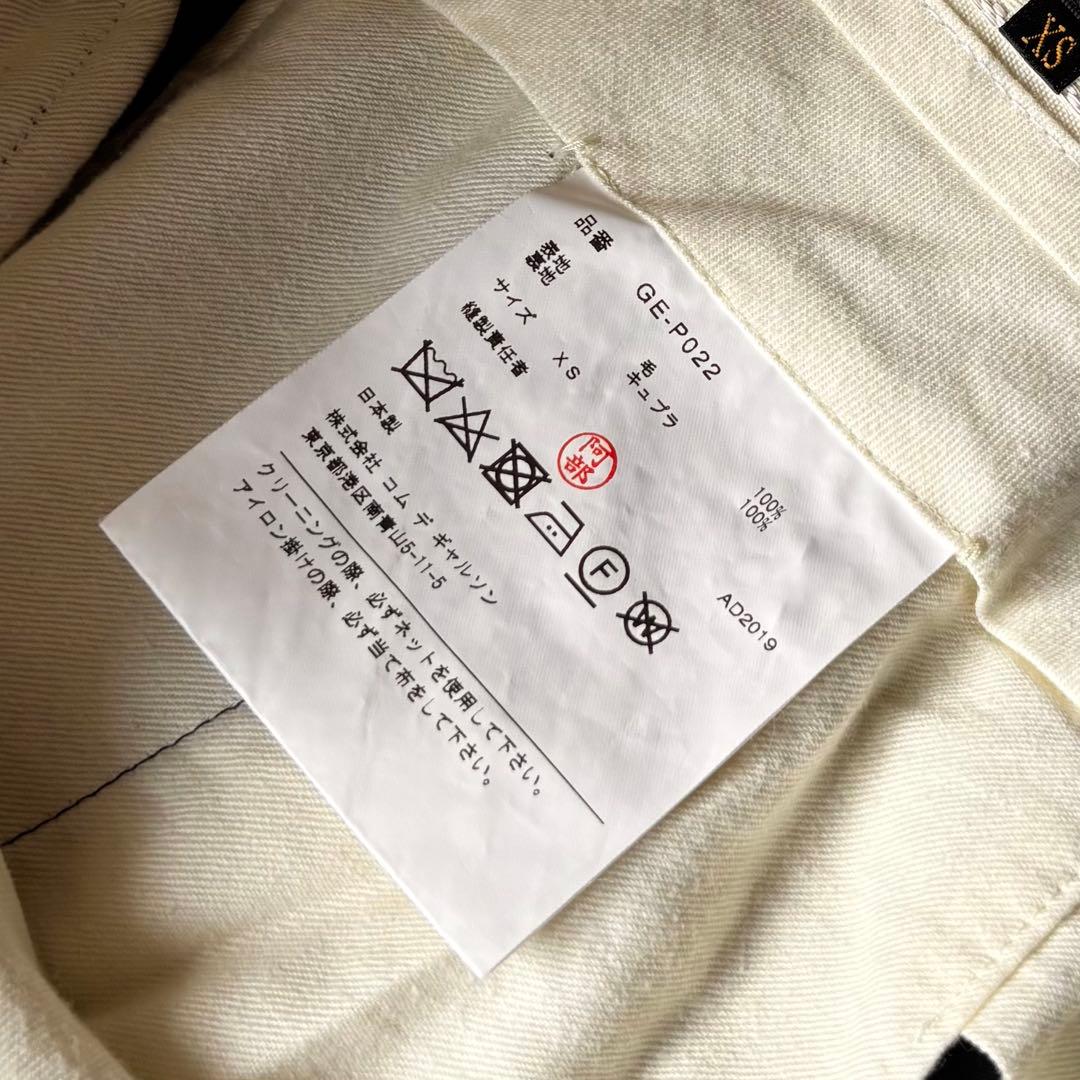 XS
品番 GE-P022
表地 毛 100%
裏地 キュプラ 100%
サイズ XS AD2019
縫製責任者 阿部
F
W
日本製
株式会社 コム デ ギャルソン
東京都港区南青山5-11-5
クリーニングの際、必ずネットを使用して下さい。
アイロン掛けの際、必ず当て布をして下さい。